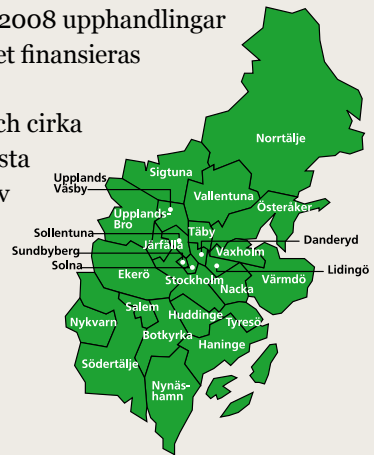 2008 upphandlingar
et finansieras
ch cirka
sta
v
Norrtälje
Sigtuna
Upplands
Väsby
Vallentuna
Österåker
Upplands-
Bro
Täby
Sollentuna
Danderyd
Järfälla
Vaxholm
Sundbyberg
Solna
Lidingö
Ekerö
Stockholm
Värmdö
Nacka
Salem
Huddinge
Nykvarn
Tyresö
Botkyrka
Haninge
Södertälje
Nynäs-
hamn